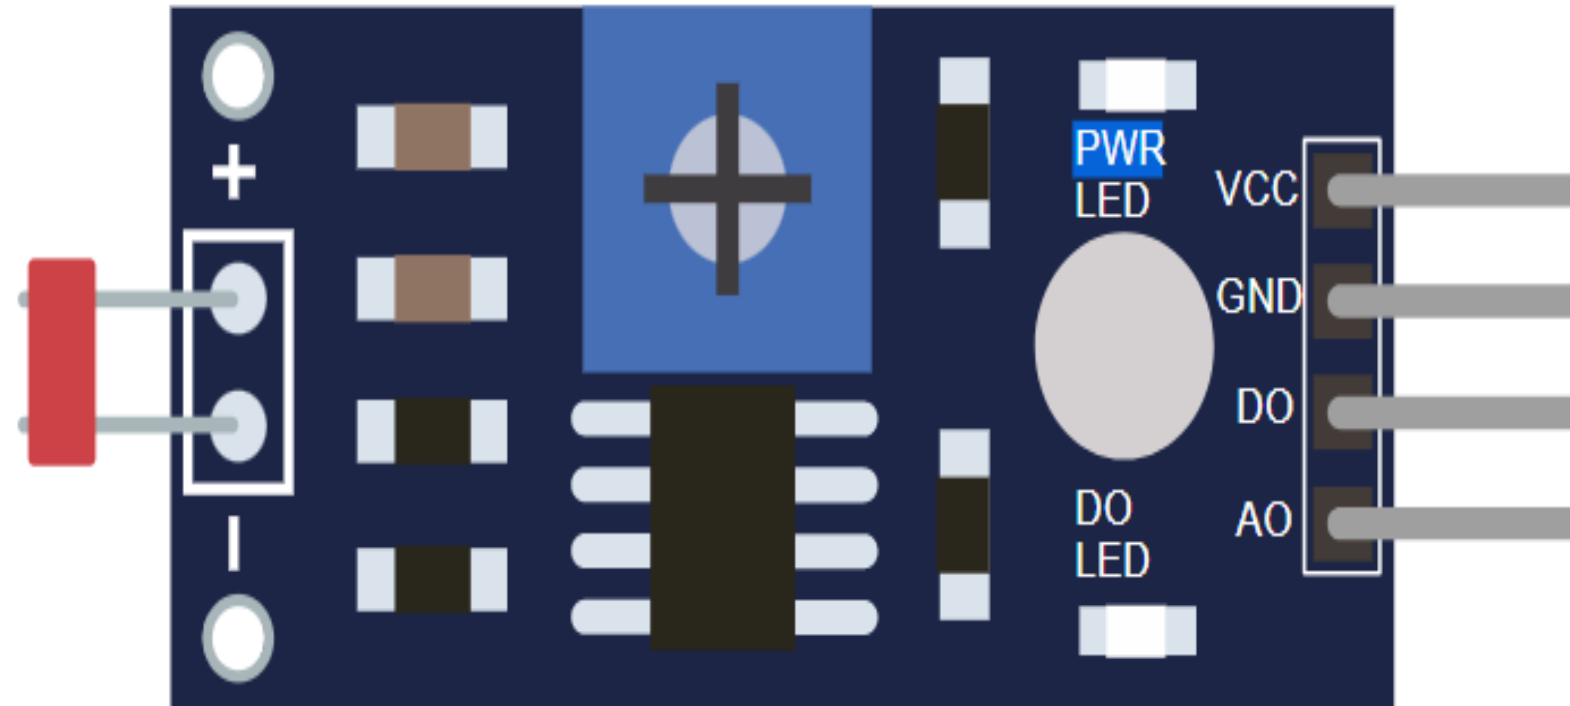 +
PWR
LED
VCC
GND
DO
AO
DO
LED
–